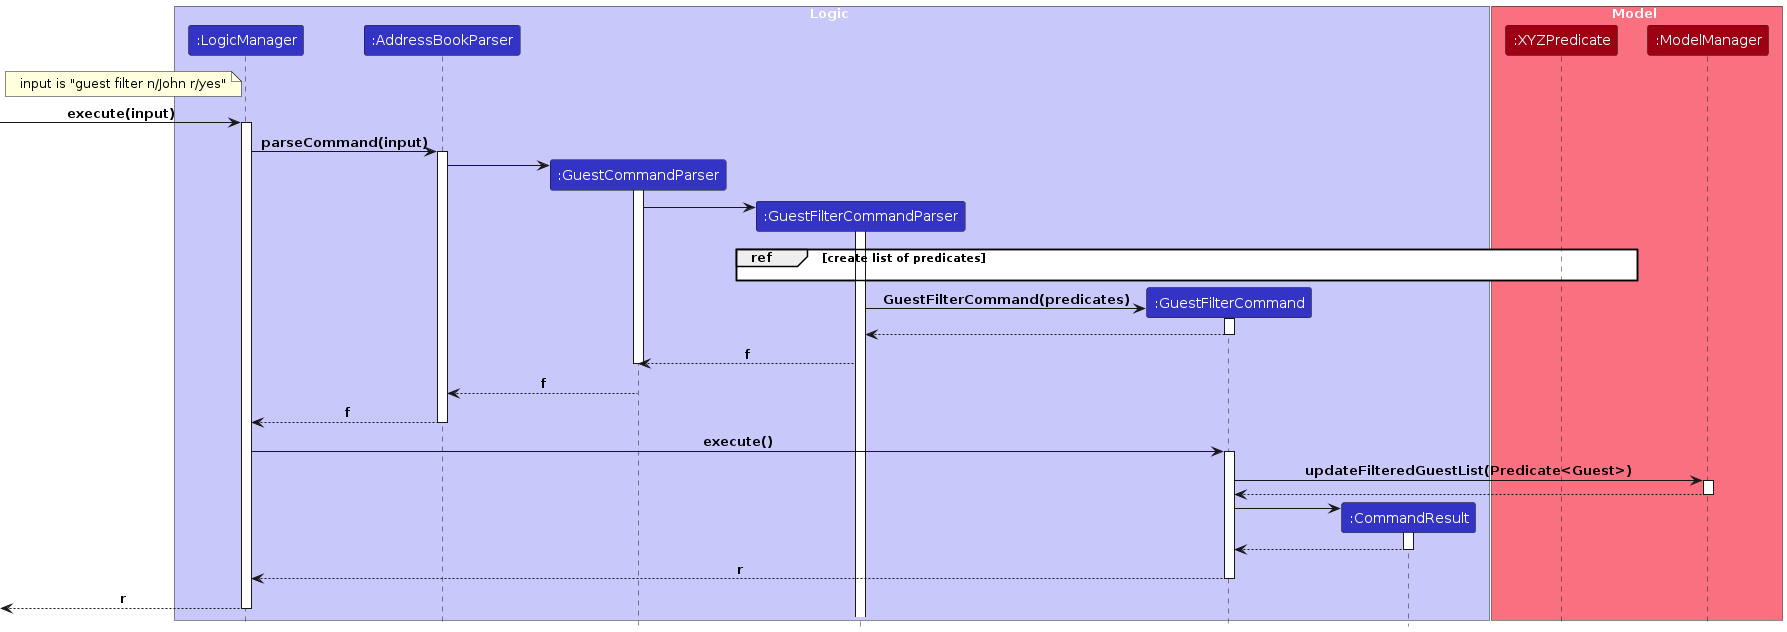 Logic
Model
:LogicManager
:AddressBookParser
:XYZPredicate
:ModelManager
input is "guest filter n/John r/yes"
execute(input)
parseCommand(input)
:GuestCommandParser
:GuestFilterCommandParser
ref
[create list of predicates]
GuestFilterCommand(predicates)
:GuestFilterCommand
f
f
f
execute()
updateFilteredGuestList(Predicate<Guest>)
:CommandResult
r
r